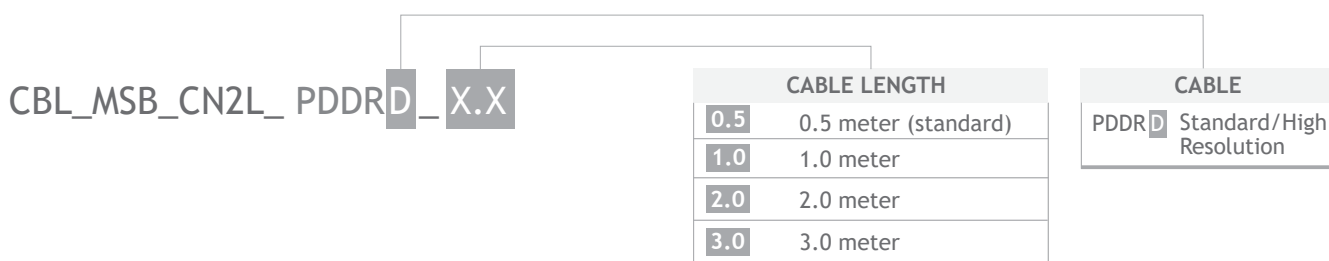 CBL_MSB_CN2L_ PDDRD_ X.X
CABLE LENGTH
0.5 0.5 meter (standard)
1.0 1.0 meter
2.0 2.0 meter
3.0 3.0 meter
CABLE
PDDRD Standard/High
Resolution